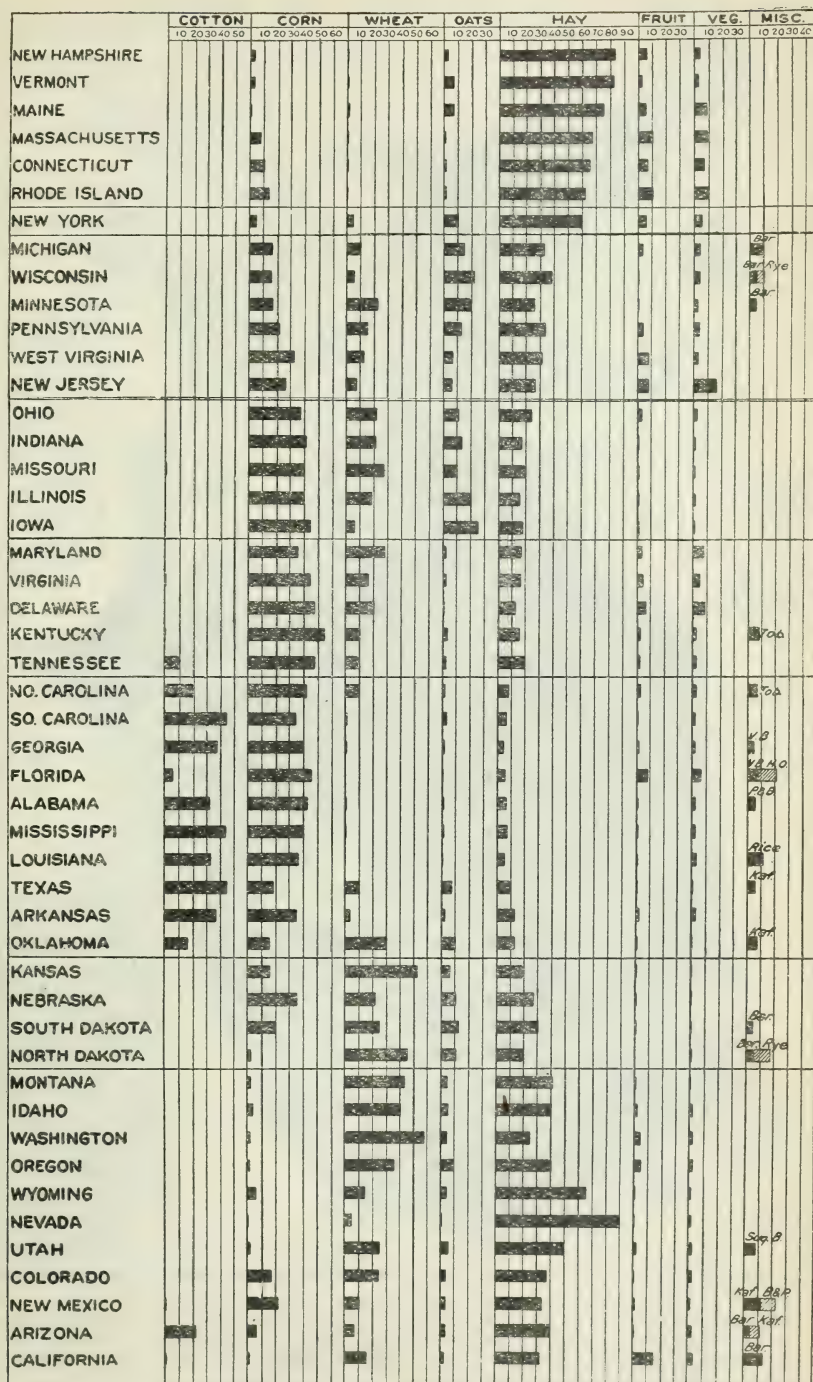 COTTON CORN WHEAT OATS HAY FRUIT VEG. MISC.
10 20 30 40 50 10 20 30 40 50 60 10 20 30 40 50 60 10 20 30 10 20 30 40 50 60 70 80 90 10 20 30 10 20 30 10 20 30 40
NEW HAMPSHIRE
VERMONT
MAINE
MASSACHUSETTS
CONNECTICUT
RHODE ISLAND
NEW YORK
MICHIGAN Bar
WISCONSIN Bar Rye
MINNESOTA Bar.
PENNSYLVANIA
WEST VIRGINIA
NEW JERSEY
OHIO
INDIANA
MISSOURI
ILLINOIS
IOWA
MARYLAND
VIRGINIA
DELAWARE
KENTUCKY Tob.
TENNESSEE
NO. CAROLINA Tob.
SO. CAROLINA
GEORGIA V.B.
FLORIDA V.B. H.O.
ALABAMA P&B
MISSISSIPPI
LOUISIANA Rice
TEXAS Kaf.
ARKANSAS
OKLAHOMA Kaf.
KANSAS
NEBRASKA
SOUTH DAKOTA Bar.
NORTH DAKOTA Bar. Rye
MONTANA
IDAHO
WASHINGTON
OREGON
WYOMING
NEVADA
UTAH Sug. B.
COLORADO
NEW MEXICO Kaf. B&P
ARIZONA Bar Kaf.
CALIFORNIA Bar.